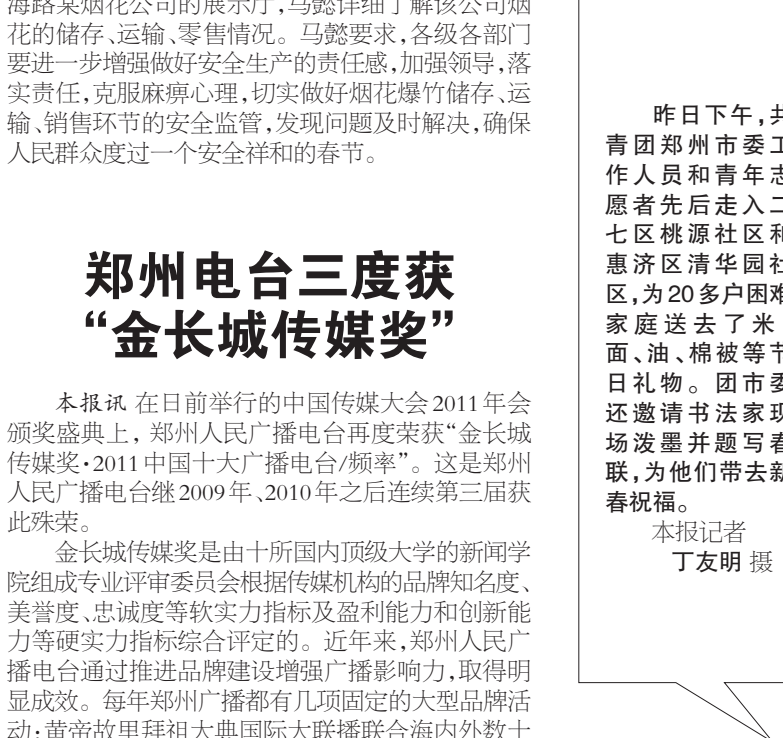 海路某烟花公司的展示厅,马懿详细了解该公司烟
花的储存、运输、零售情况。马懿要求,各级各部门
要进一步增强做好安全生产的责任感,加强领导,落
实责任,克服麻痹心理,切实做好烟花爆竹储存、运
输、销售环节的安全监管,发现问题及时解决,确保
人民群众度过一个安全祥和的春节。
郑州电台三度获
“金长城传媒奖”
本报讯 在日前举行的中国传媒大会2011年会
颁奖盛典上,郑州人民广播电台再度荣获“金长城
传媒奖·2011中国十大广播电台/频率”。这是郑州
人民广播电台继2009年、2010年之后连续第三届获
此殊荣。
金长城传媒奖是由十所国内顶级大学的新闻学
院组成专业评审委员会根据传媒机构的品牌知名度、
美誉度、忠诚度等软实力指标及盈利能力和创新能
力等硬实力指标综合评定的。近年来,郑州人民广
播电台通过推进品牌建设增强广播影响力,取得明
显成效。每年郑州广播都有几项固定的大型品牌活
动:黄帝故里拜祖大典国际大联播联合海内外数十
昨日下午,共
青团郑州市委工
作人员和青年志
愿者先后走入二
七区桃源社区和
惠济区清华园社
区,为20多户困难
家庭送去了米、
面、油、棉被等节
日礼物。团市委
还邀请书法家现
场泼墨并题写春
联,为他们带去新
春祝福。
本报记者
丁友明 摄